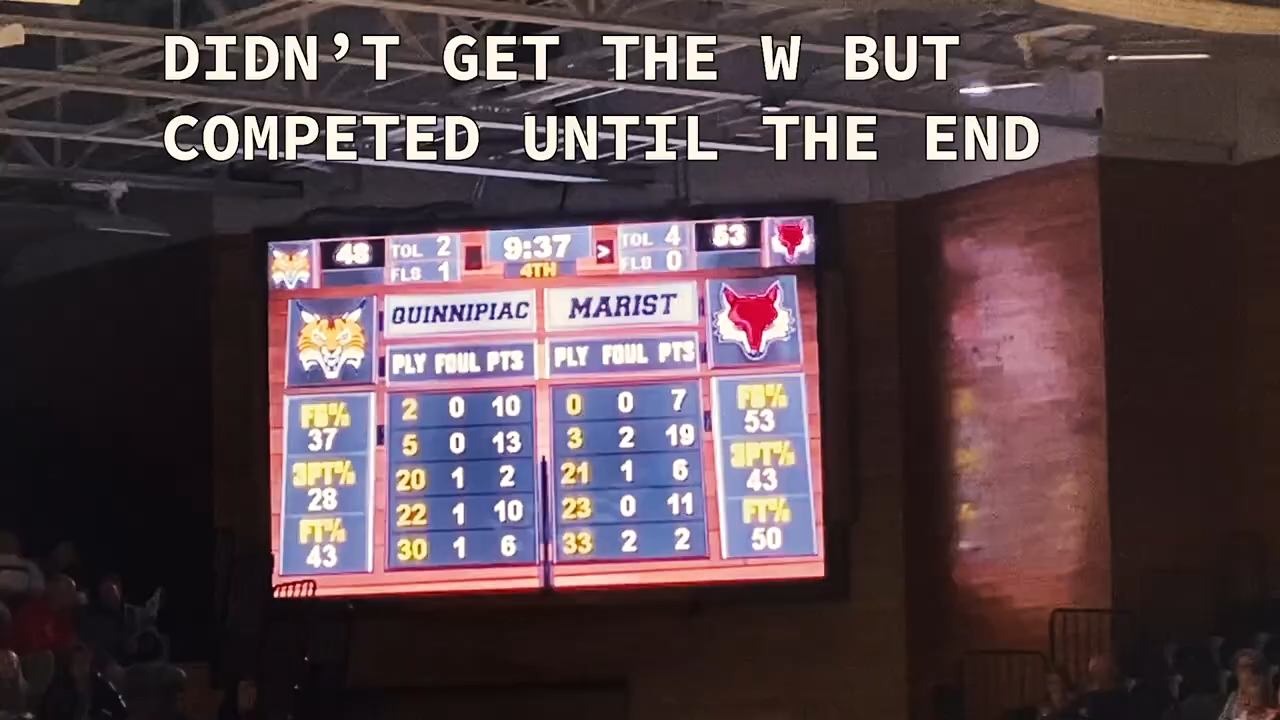 DIDN’T GET THE W BUT
COMPETED UNTIL THE END
48 TOL 2 9:37 > TOL 4 53
FLS 1 4TH FLS 0
QUINNIPIAC MARIST
PLY FOUL PTS PLY FOUL PTS
FG% 2 0 10 0 0 7 FG%
37 5 0 13 3 2 19 53
3PT% 20 1 2 21 1 6 3PT%
28 22 1 10 23 0 11 43
FT% 30 1 6 33 2 2 FT%
43 50